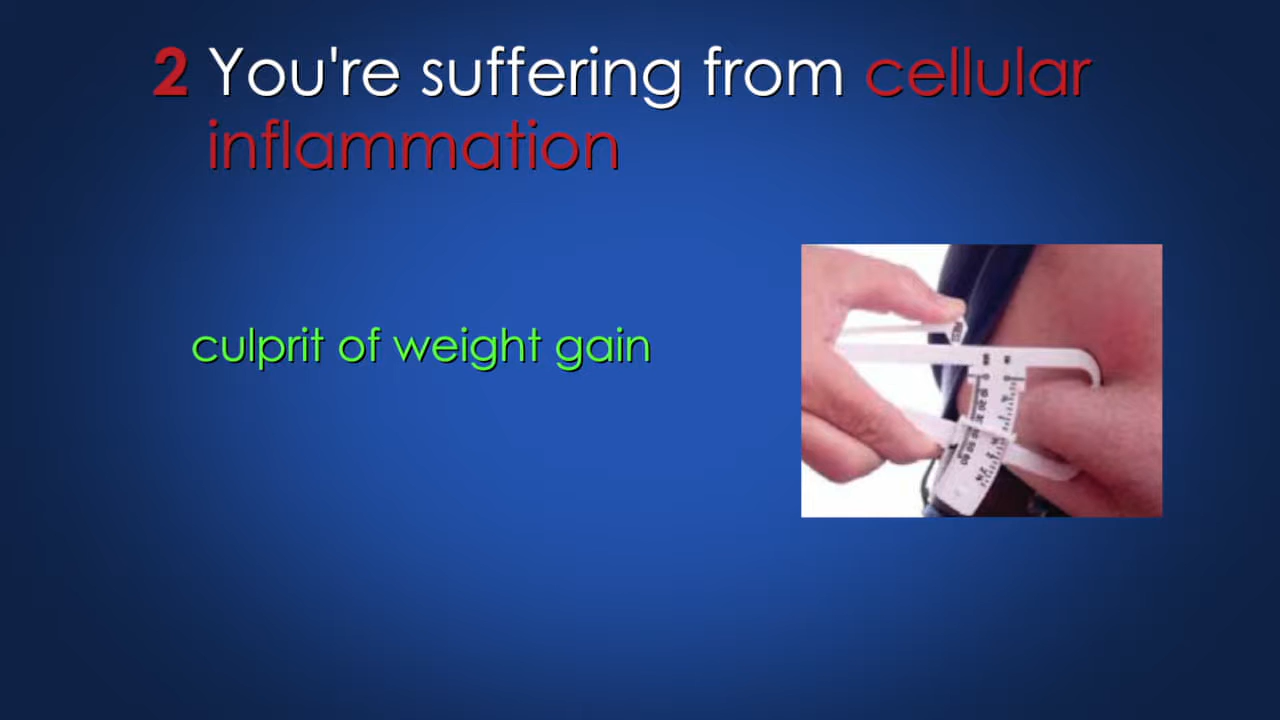 2 You're suffering from cellular
inflammation
culprit of weight gain